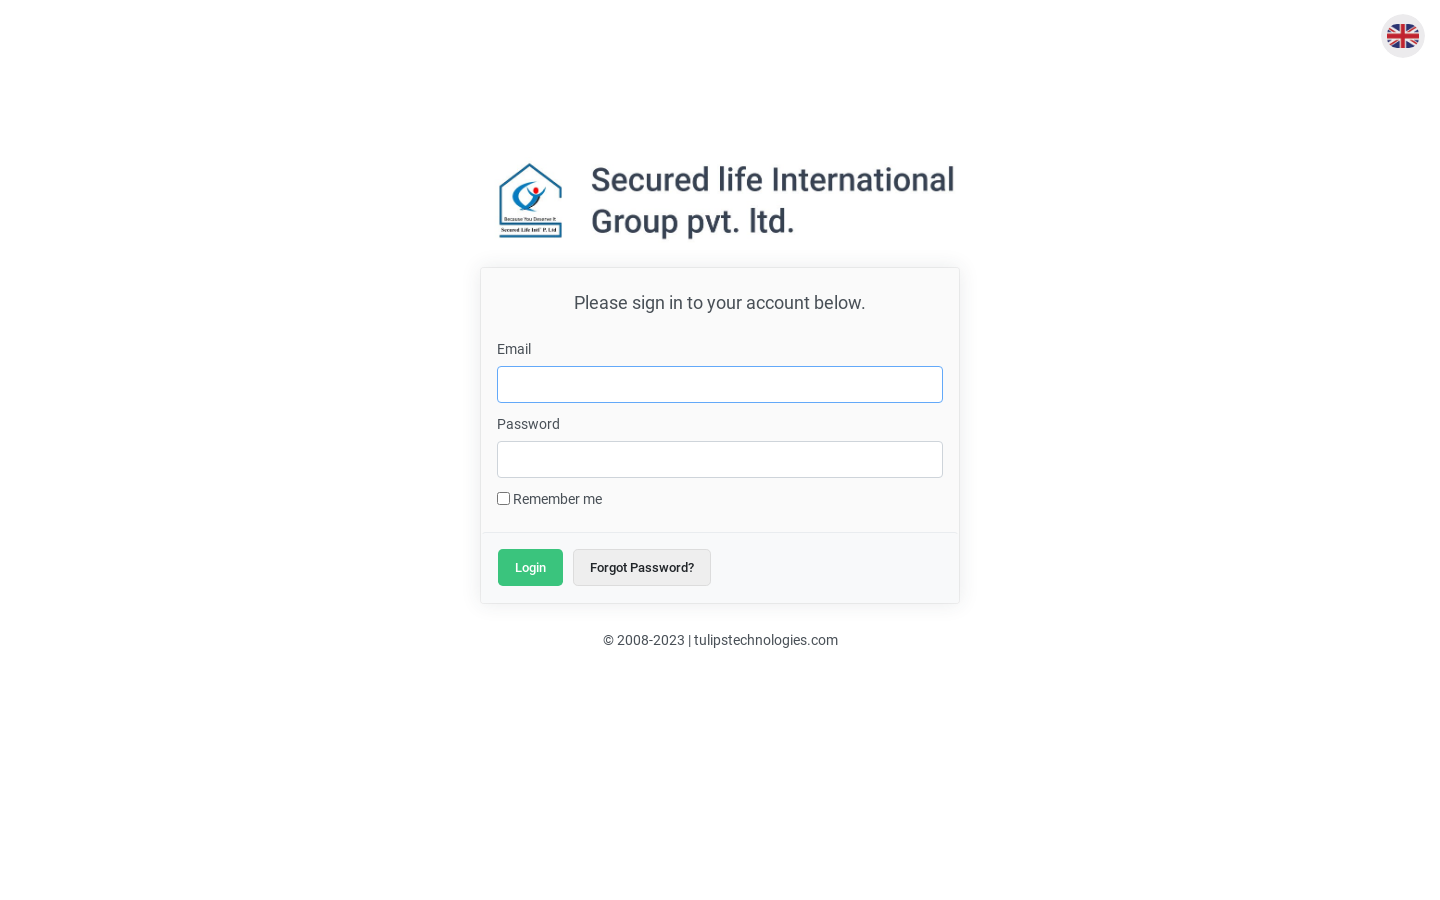 Because You Deserve It
Secured Life Intl' P. Ltd
Secured life International
Group pvt. ltd.
Please sign in to your account below.
Email
Password
Remember me
Login
Forgot Password?
© 2008-2023 | tulipstechnologies.com